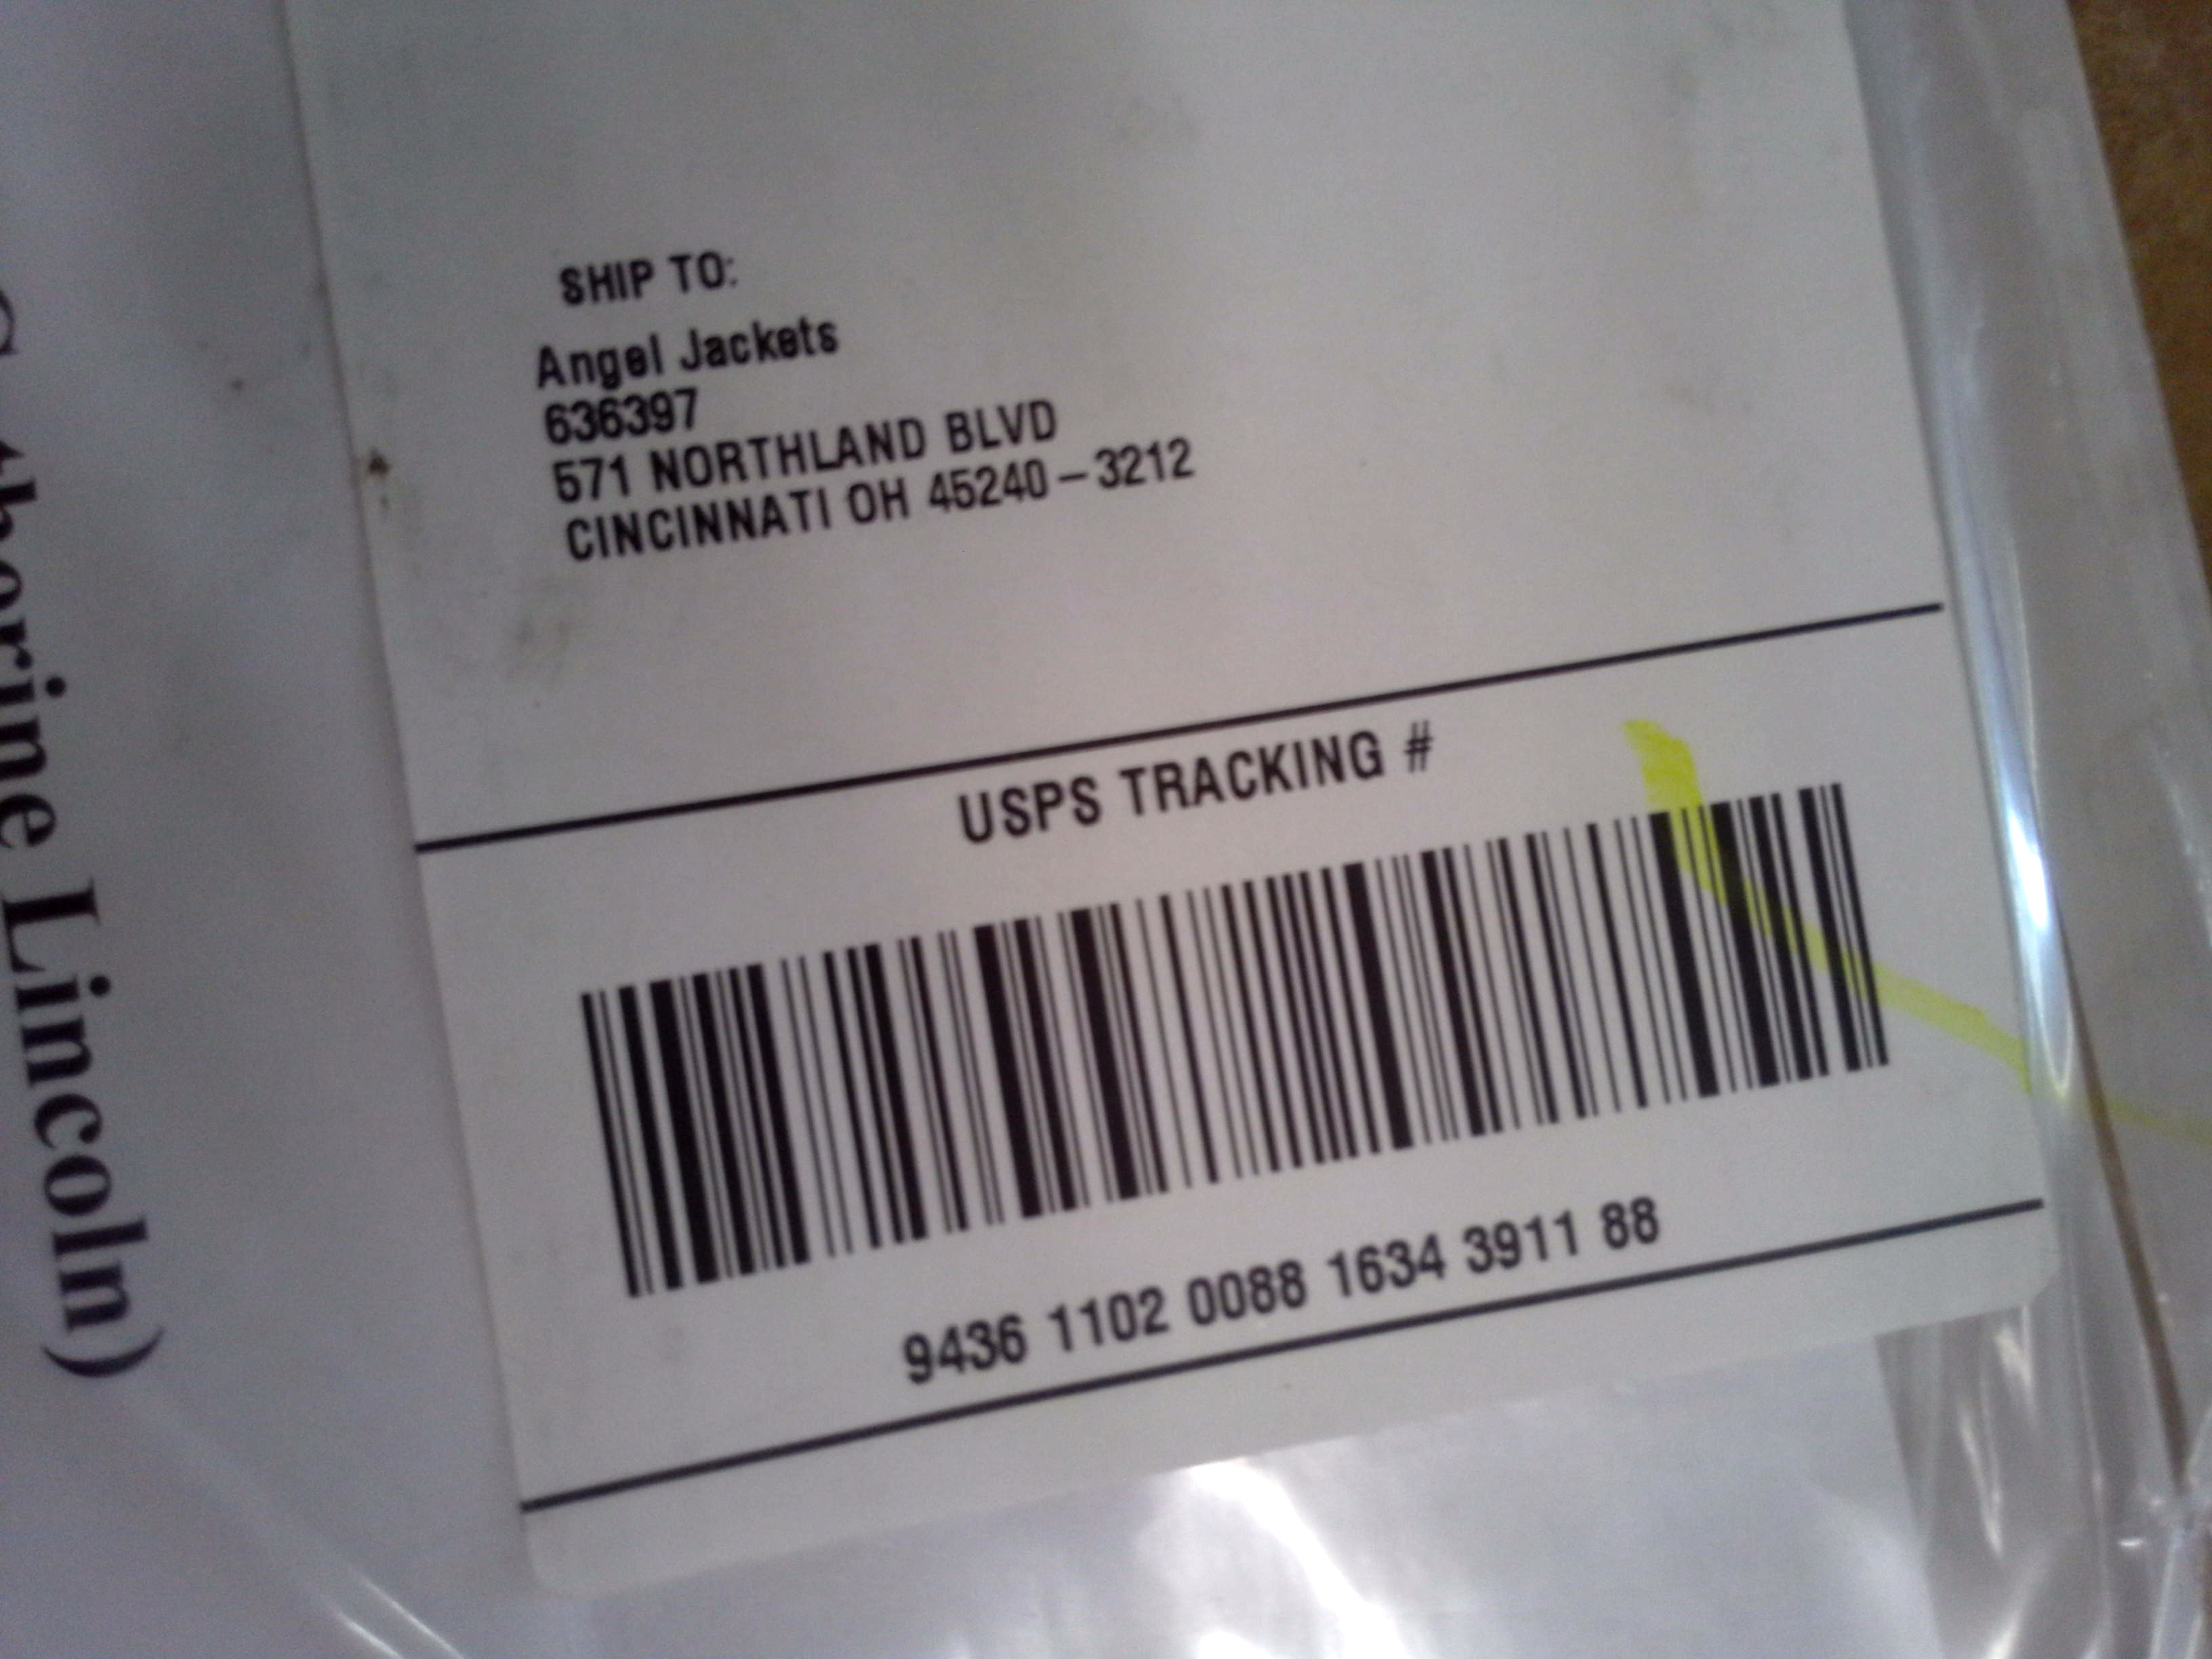 SHIP TO:
Angel Jackets
636397
571 NORTHLAND BLVD
CINCINNATI OH 45240-3212
USPS TRACKING #
9436 1102 0088 1634 3911 88
Lincoln)